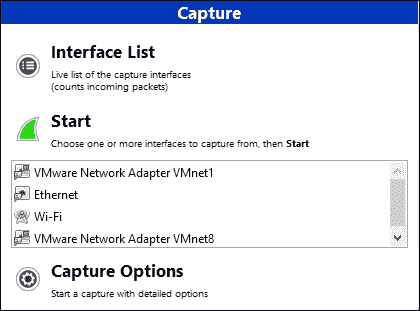 Capture
Interface List
Live list of the capture interfaces
(counts incoming packets)
Start
Choose one or more interfaces to capture from, then Start
VMware Network Adapter VMnet1
Ethernet
Wi-Fi
VMware Network Adapter VMnet8
Capture Options
Start a capture with detailed options